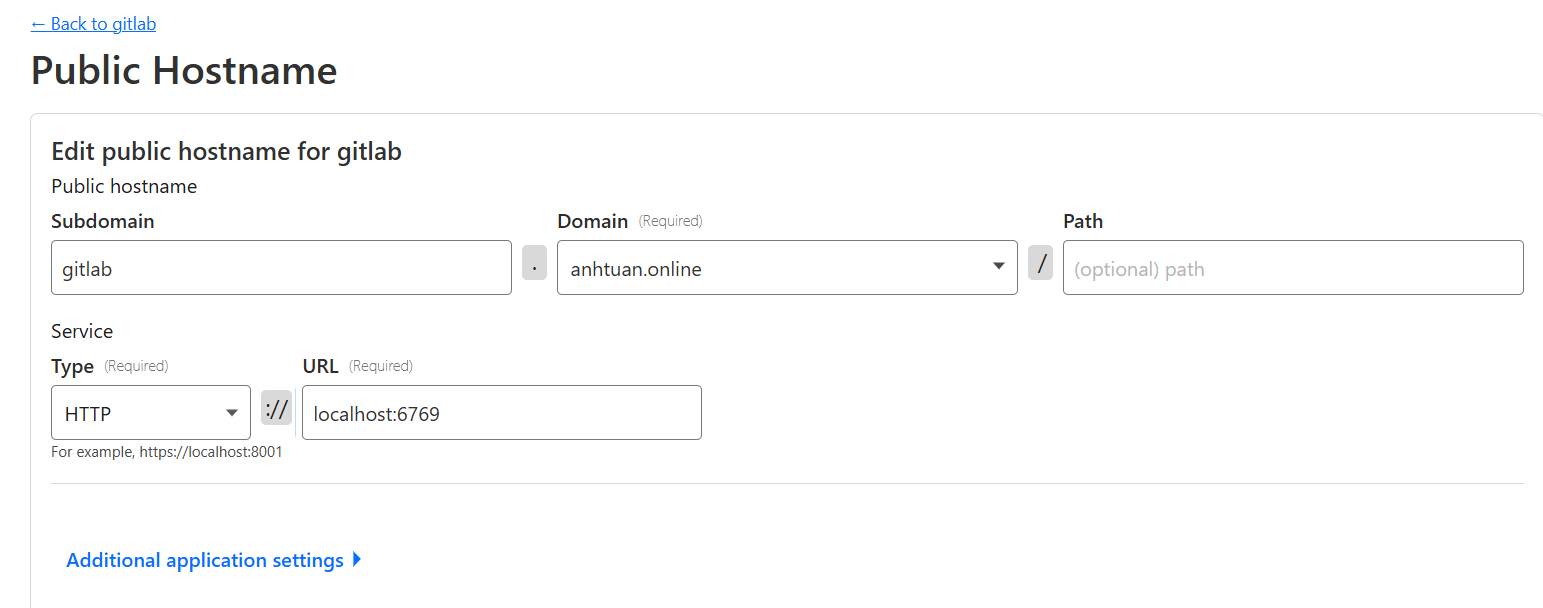 ← Back to gitlab
Public Hostname
Edit public hostname for gitlab
Public hostname
Subdomain
Domain (Required)
Path
gitlab
.
anhtuan.online
/
(optional) path
Service
Type (Required)
URL (Required)
HTTP
://
localhost:6769
For example, https://localhost:8001
Additional application settings